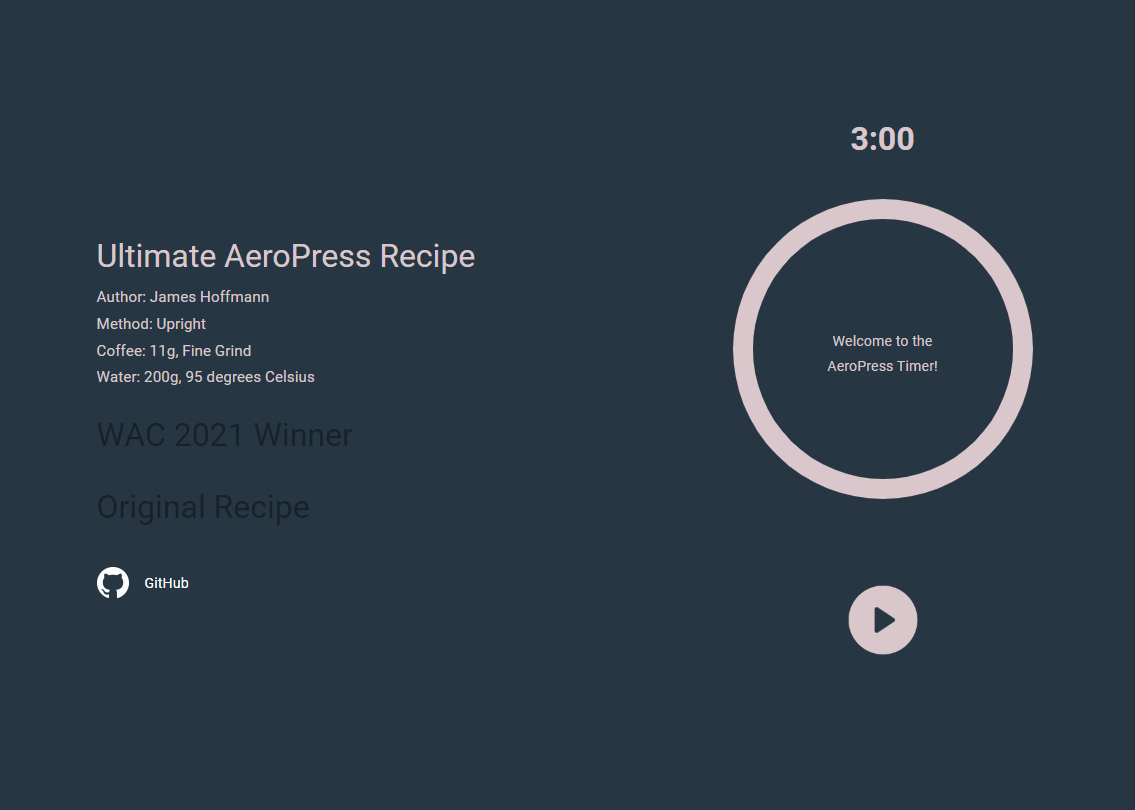 Ultimate AeroPress Recipe
Author: James Hoffmann
Method: Upright
Coffee: 11g, Fine Grind
Water: 200g, 95 degrees Celsius
WAC 2021 Winner
Original Recipe
GitHub
3:00
Welcome to the
AeroPress Timer!